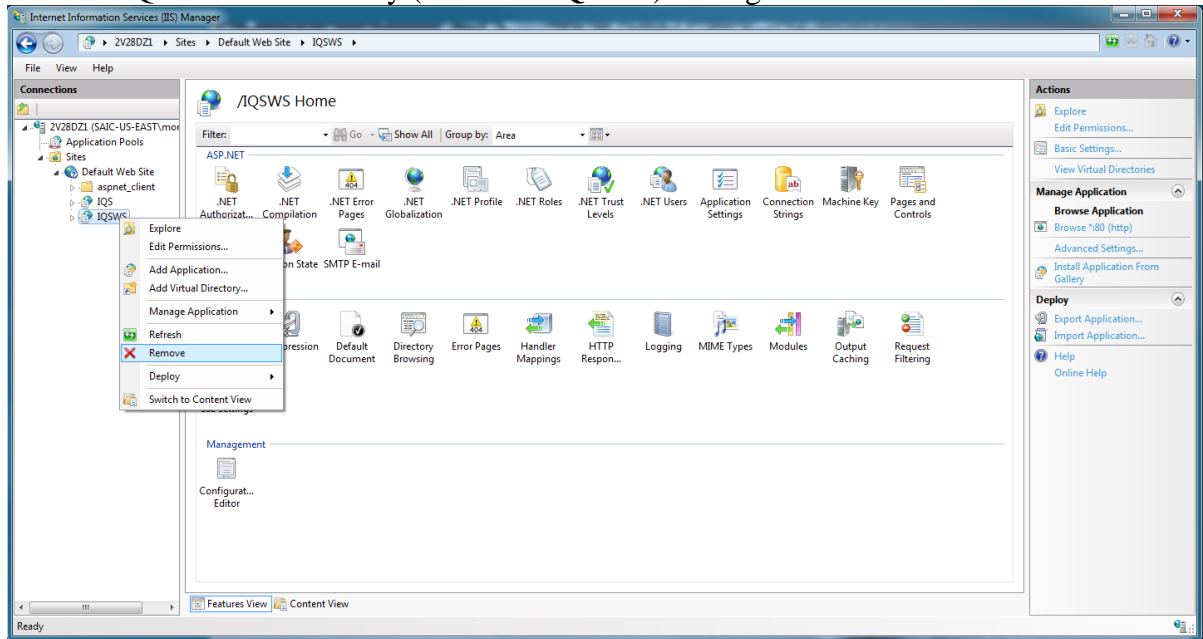 Internet Information Services (IIS) Manager
2V28DZ1 Sites Default Web Site IQSWS
File View Help
Connections
2V28DZ1 (SAIC-US-EAST\mor
Application Pools
Sites
Default Web Site
aspnet_client
IQS
IQSWS
Explore
Edit Permissions...
Add Application...
Add Virtual Directory...
Manage Application
Refresh
Remove
Deploy
Switch to Content View
/IQSWS Home
Filter: Go Show All Group by: Area
ASP.NET
.NET Authorizat...
.NET Compilation
.NET Error Pages
.NET Globalization
.NET Profile
.NET Roles
.NET Trust Levels
.NET Users
Application Settings
Connection Strings
Machine Key
Pages and Controls
on State
SMTP E-mail
pression
Default Document
Directory Browsing
Error Pages
Handler Mappings
HTTP Respon...
Logging
MIME Types
Modules
Output Caching
Request Filtering
Management
Configurat... Editor
Features View Content View
Actions
Explore
Edit Permissions...
Basic Settings...
View Virtual Directories
Manage Application
Browse Application
Browse *:80 (http)
Advanced Settings...
Install Application From
Gallery
Deploy
Export Application...
Import Application...
Help
Online Help
Ready